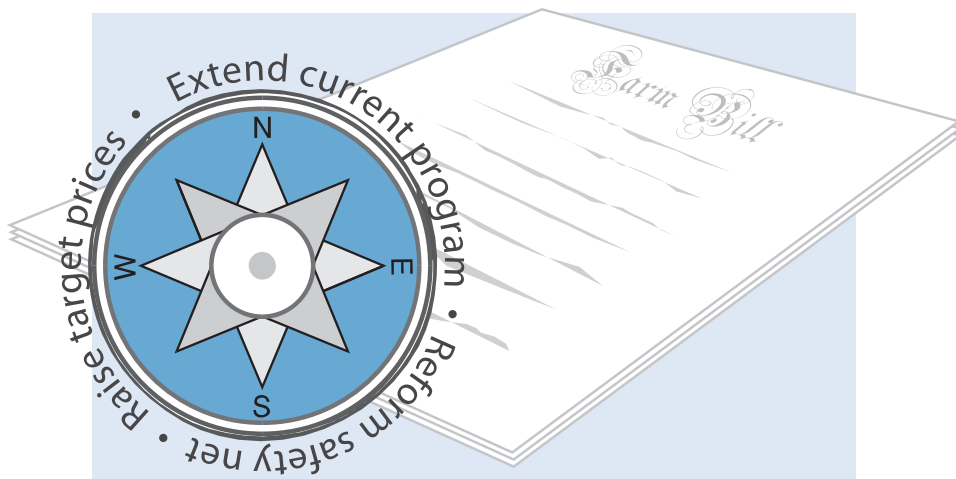 Farm Bill
Extend current program • Reform safety net • Raise target prices •
N
E
S
W